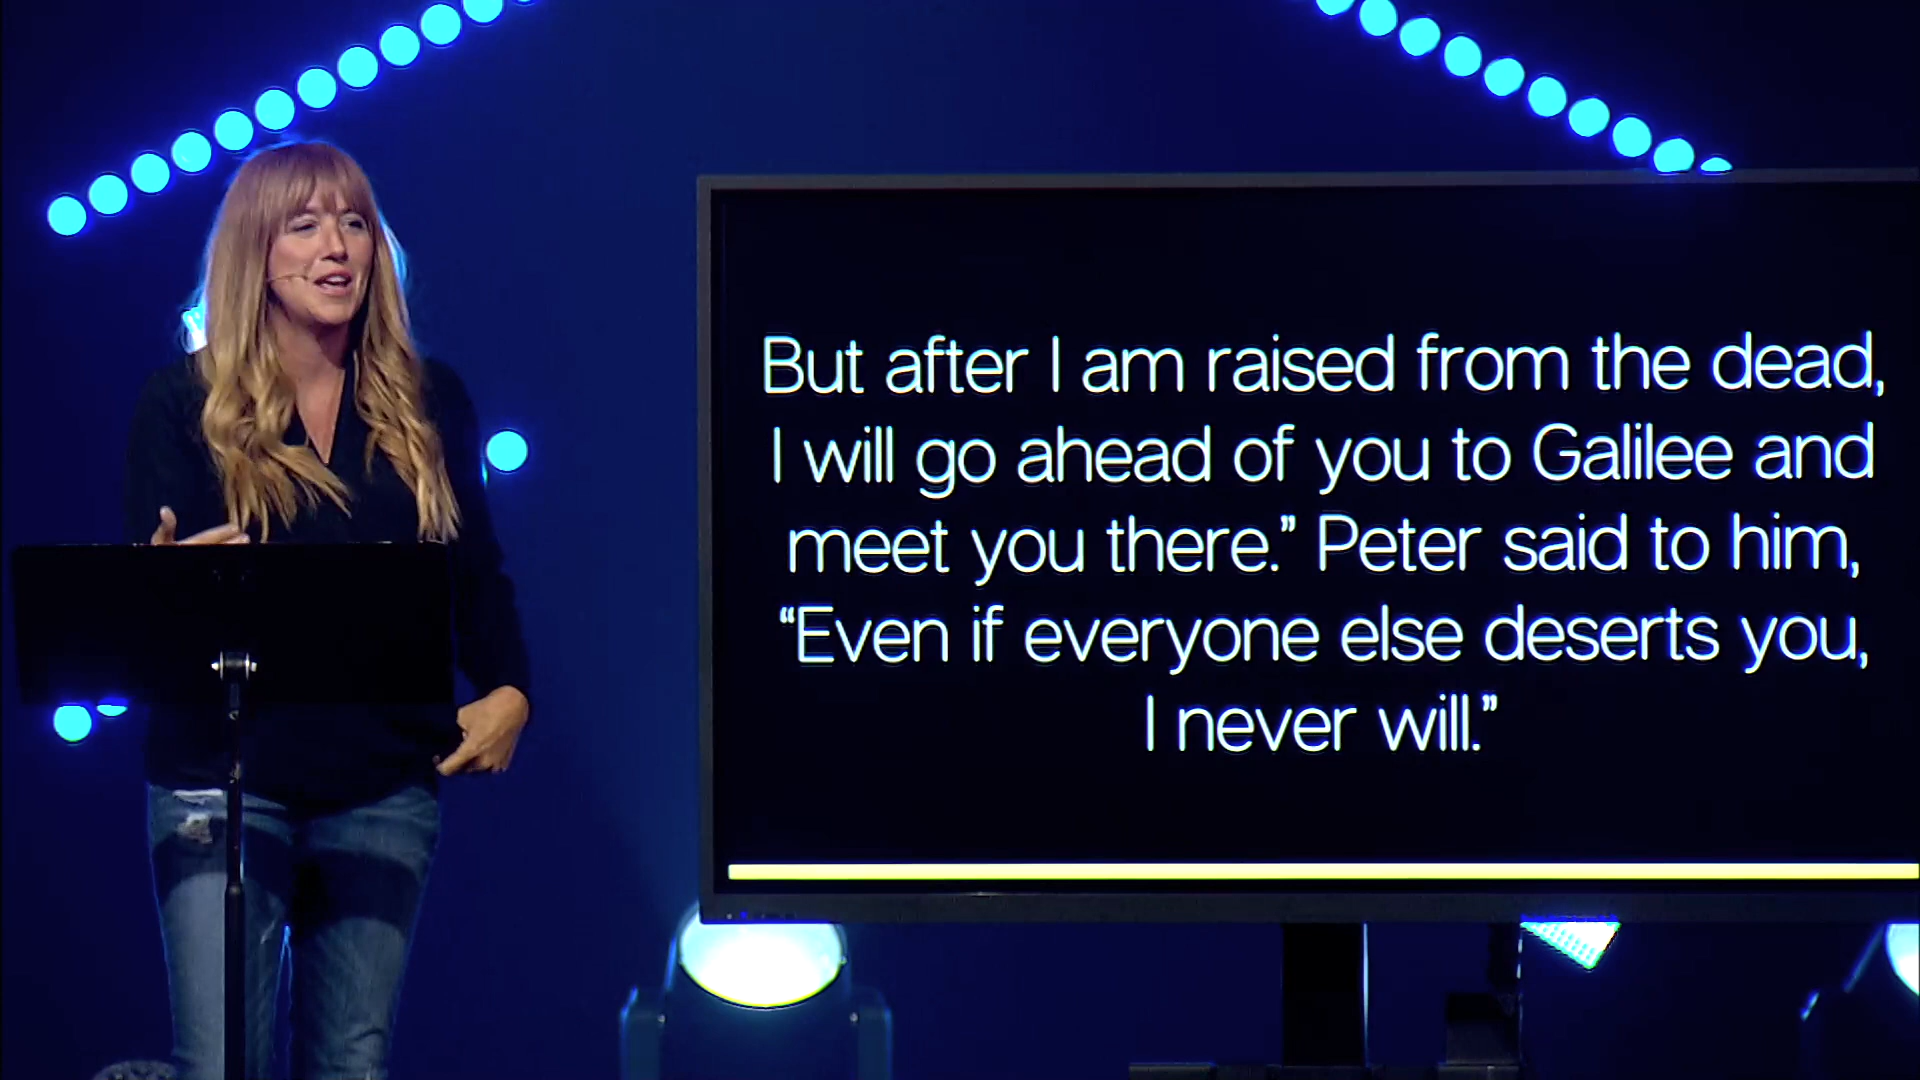 But after I am raised from the dead,
I will go ahead of you to Galilee and
meet you there.” Peter said to him,
“Even if everyone else deserts you,
I never will.”